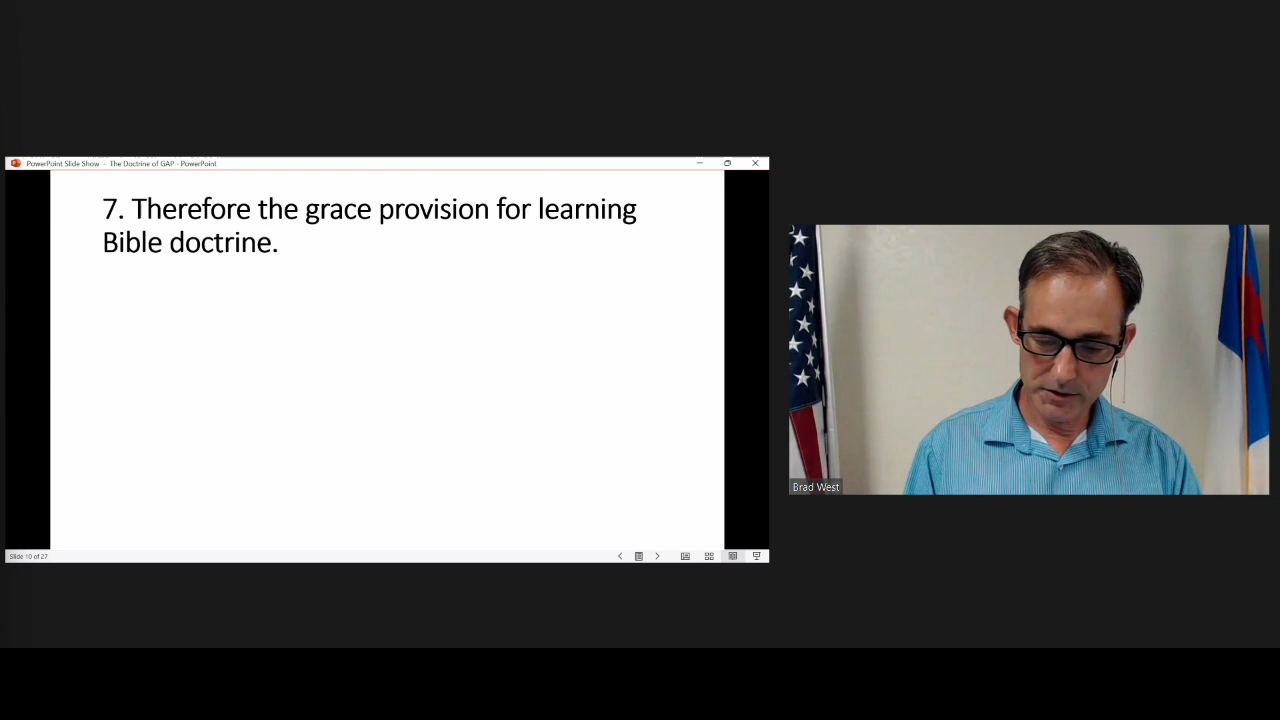 PowerPoint Slide Show - The Doctrine of GAP - PowerPoint
7. Therefore the grace provision for learning
Bible doctrine.
Brad West
Slide 10 of 27